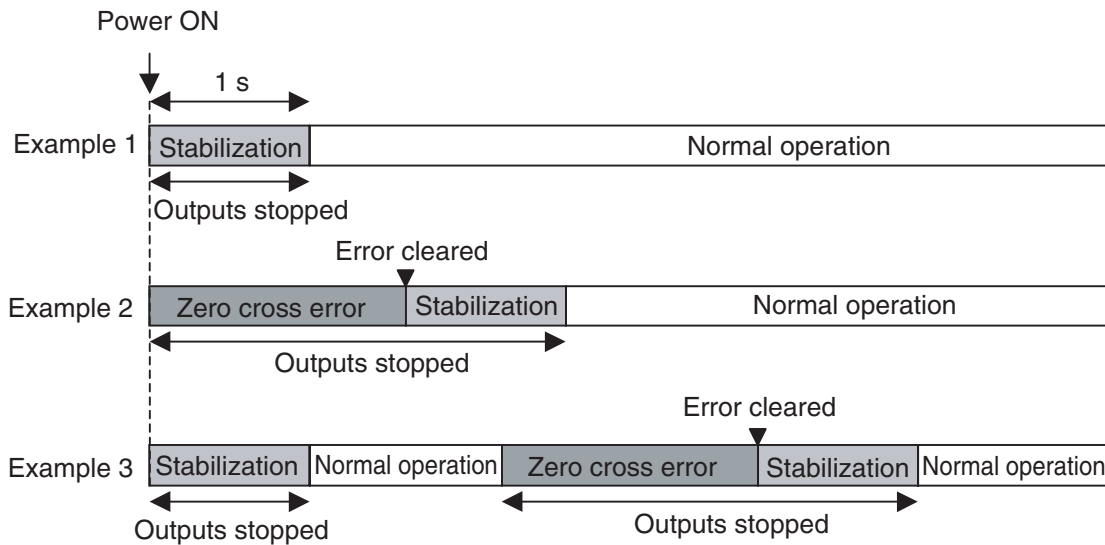 Power ON
1 s
Example 1
Stabilization
Normal operation
Outputs stopped
Error cleared
Example 2
Zero cross error
Stabilization
Normal operation
Outputs stopped
Error cleared
Example 3
Stabilization
Normal operation
Zero cross error
Stabilization
Normal operation
Outputs stopped
Outputs stopped